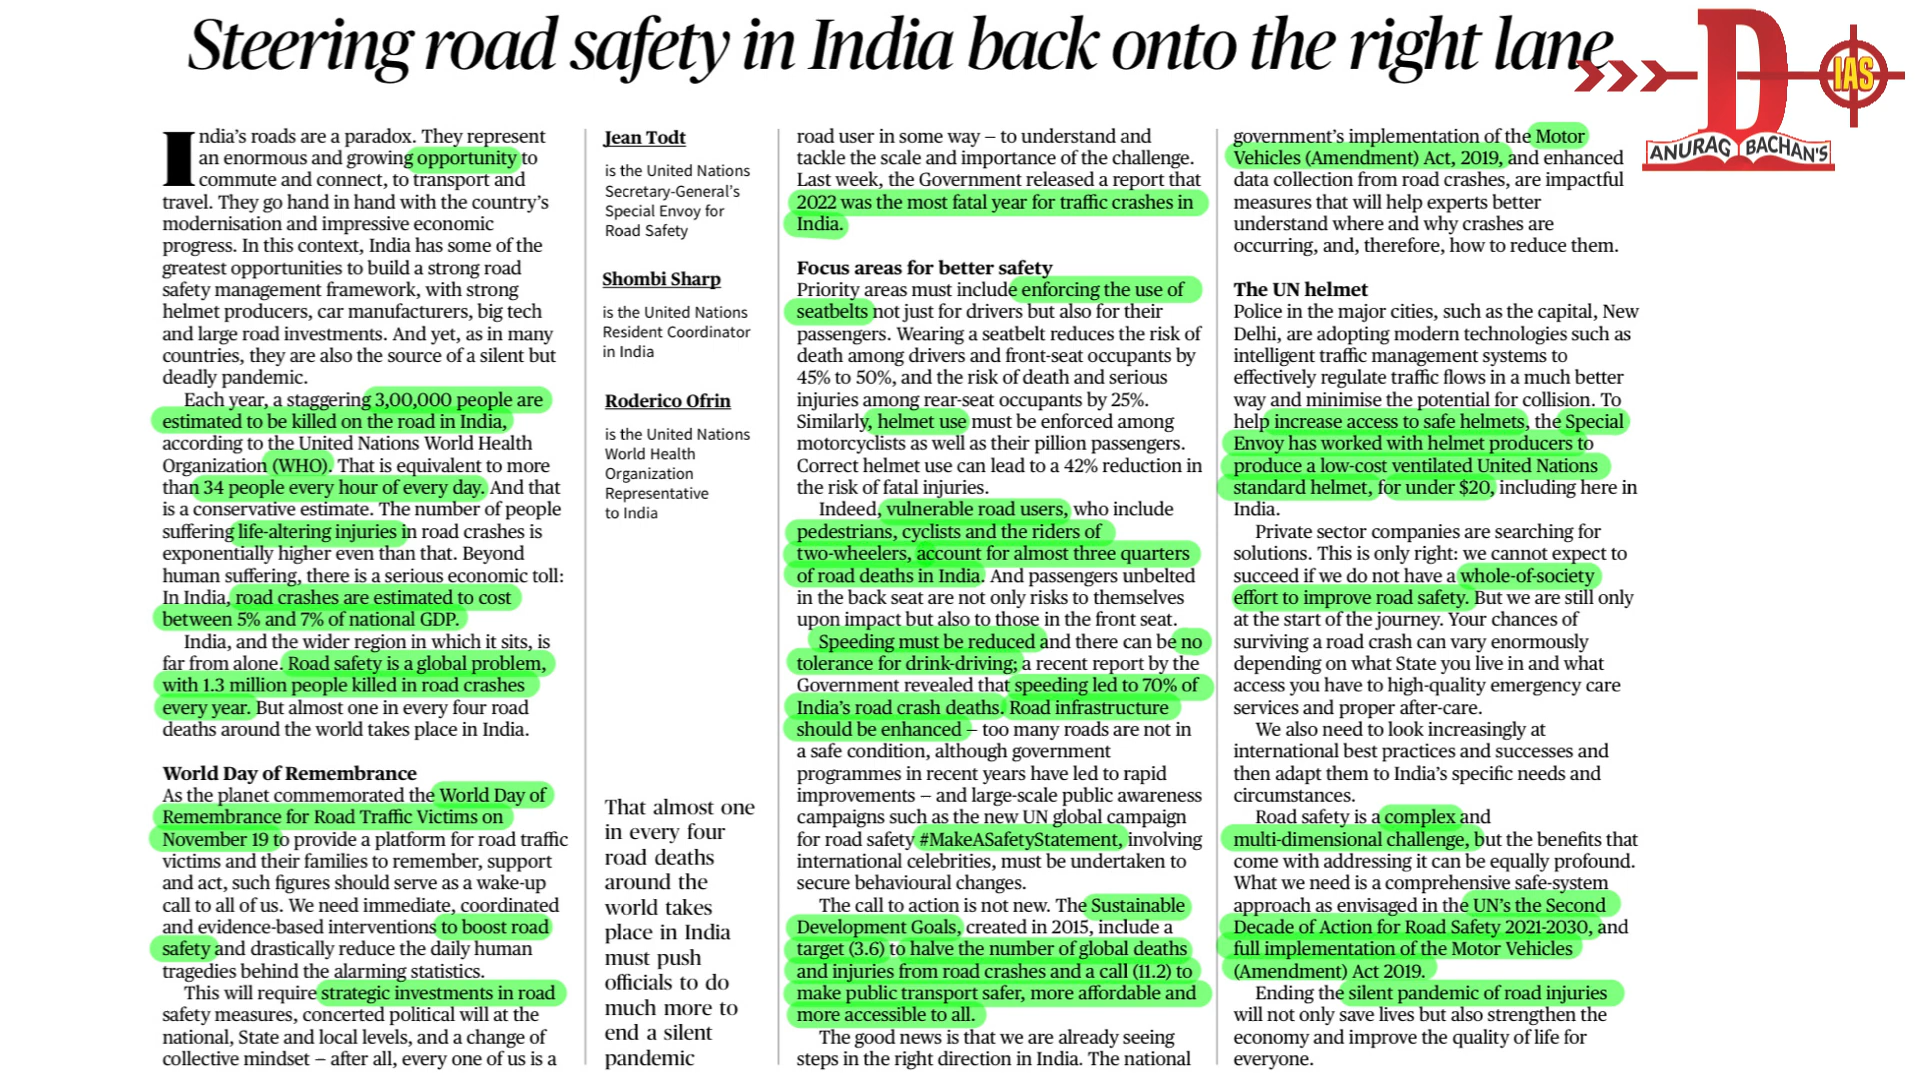 Steering road safety in India back onto the right lane
D
IAS
ANURAG BACHAN'S
India's roads are a paradox. They represent
an enormous and growing opportunity to
commute and connect, to transport and
travel. They go hand in hand with the country's
modernisation and impressive economic
progress. In this context, India has some of the
greatest opportunities to build a strong road
safety management framework, with strong
helmet producers, car manufacturers, big tech
and large road investments. And yet, as in many
countries, they are also the source of a silent but
deadly pandemic.
Each year, a staggering 3,00,000 people are
estimated to be killed on the road in India,
according to the United Nations World Health
Organization (WHO). That is equivalent to more
than 34 people every hour of every day. And that
is a conservative estimate. The number of people
suffering life-altering injuries in road crashes is
exponentially higher even than that. Beyond
human suffering, there is a serious economic toll:
In India, road crashes are estimated to cost
between 5% and 7% of national GDP.
India, and the wider region in which it sits, is
far from alone. Road safety is a global problem,
with 1.3 million people killed in road crashes
every year. But almost one in every four road
deaths around the world takes place in India.
World Day of Remembrance
As the planet commemorated the World Day of
Remembrance for Road Traffic Victims on
November 19 to provide a platform for road traffic
victims and their families to remember, support
and act, such figures should serve as a wake-up
call to all of us. We need immediate, coordinated
and evidence-based interventions to boost road
safety and drastically reduce the daily human
tragedies behind the alarming statistics.
This will require strategic investments in road
safety measures, concerted political will at the
national, State and local levels, and a change of
collective mindset – after all, every one of us is a
Jean Todt
is the United Nations
Secretary-General's
Special Envoy for
Road Safety
Shombi Sharp
is the United Nations
Resident Coordinator
in India
Roderico Ofrin
is the United Nations
World Health
Organization
Representative
to India
That almost one
in every four
road deaths
around the
world takes
place in India
must push
officials to do
much more to
end a silent
pandemic
road user in some way – to understand and
tackle the scale and importance of the challenge.
Last week, the Government released a report that
2022 was the most fatal year for traffic crashes in
India.
Focus areas for better safety
Priority areas must include enforcing the use of
seatbelts not just for drivers but also for their
passengers. Wearing a seatbelt reduces the risk of
death among drivers and front-seat occupants by
45% to 50%, and the risk of death and serious
injuries among rear-seat occupants by 25%.
Similarly, helmet use must be enforced among
motorcyclists as well as their pillion passengers.
Correct helmet use can lead to a 42% reduction in
the risk of fatal injuries.
Indeed, vulnerable road users, who include
pedestrians, cyclists and the riders of
two-wheelers, account for almost three quarters
of road deaths in India. And passengers unbelted
in the back seat are not only risks to themselves
upon impact but also to those in the front seat.
Speeding must be reduced and there can be no
tolerance for drink-driving; a recent report by the
Government revealed that speeding led to 70% of
India's road crash deaths. Road infrastructure
should be enhanced – too many roads are not in
a safe condition, although government
programmes in recent years have led to rapid
improvements – and large-scale public awareness
campaigns such as the new UN global campaign
for road safety #MakeASafetyStatement, involving
international celebrities, must be undertaken to
secure behavioural changes.
The call to action is not new. The Sustainable
Development Goals, created in 2015, include a
target (3.6) to halve the number of global deaths
and injuries from road crashes and a call (11.2) to
make public transport safer, more affordable and
more accessible to all.
The good news is that we are already seeing
steps in the right direction in India. The national
government's implementation of the Motor
Vehicles (Amendment) Act, 2019, and enhanced
data collection from road crashes, are impactful
measures that will help experts better
understand where and why crashes are
occurring, and, therefore, how to reduce them.
The UN helmet
Police in the major cities, such as the capital, New
Delhi, are adopting modern technologies such as
intelligent traffic management systems to
effectively regulate traffic flows in a much better
way and minimise the potential for collision. To
help increase access to safe helmets, the Special
Envoy has worked with helmet producers to
produce a low-cost ventilated United Nations
standard helmet, for under $20, including here in
India.
Private sector companies are searching for
solutions. This is only right: we cannot expect to
succeed if we do not have a whole-of-society
effort to improve road safety. But we are still only
at the start of the journey. Your chances of
surviving a road crash can vary enormously
depending on what State you live in and what
access you have to high-quality emergency care
services and proper after-care.
We also need to look increasingly at
international best practices and successes and
then adapt them to India's specific needs and
circumstances.
Road safety is a complex and
multi-dimensional challenge, but the benefits that
come with addressing it can be equally profound.
What we need is a comprehensive safe-system
approach as envisaged in the UN's the Second
Decade of Action for Road Safety 2021-2030, and
full implementation of the Motor Vehicles
(Amendment) Act 2019.
Ending the silent pandemic of road injuries
will not only save lives but also strengthen the
economy and improve the quality of life for
everyone.